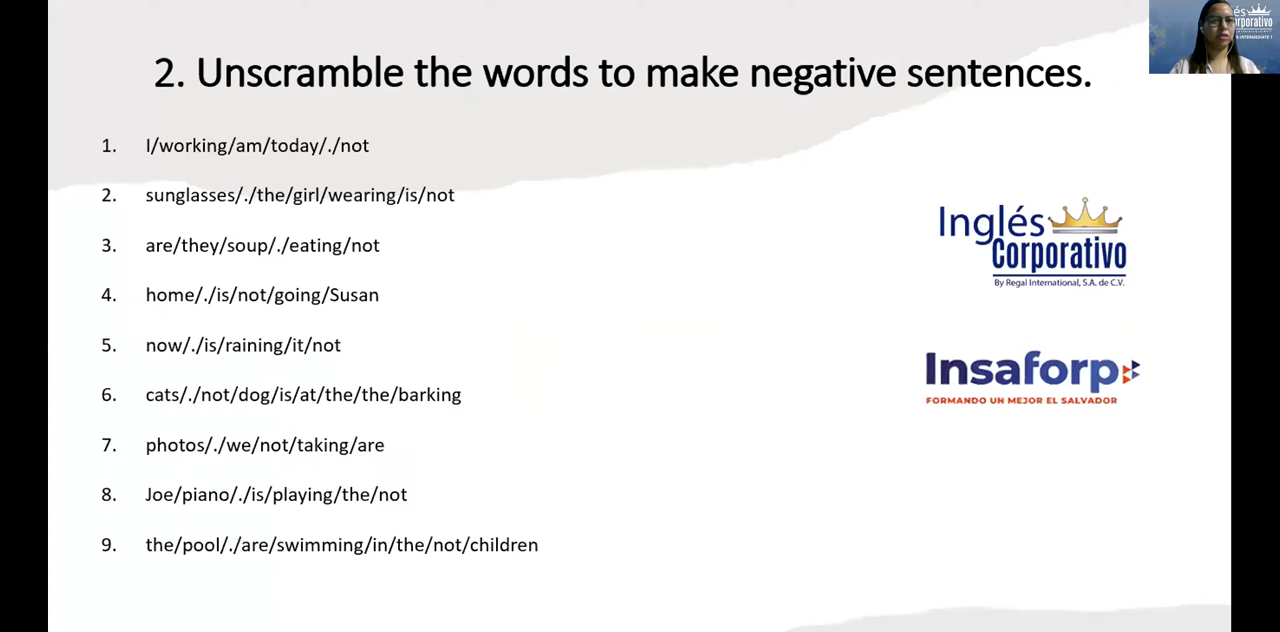 2. Unscramble the words to make negative sentences.
1. I/working/am/today/./not
2. sunglasses/./the/girl/wearing/is/not
3. are/they/soup/./eating/not
4. home/./is/not/going/Susan
5. now/./is/raining/it/not
6. cats/./not/dog/is/at/the/the/barking
7. photos/./we/not/taking/are
8. Joe/piano/./is/playing/the/not
9. the/pool/./are/swimming/in/the/not/children
Inglés
Corporativo
By Regal International, S.A. de C.V.
Insaforp
FORMANDO UN MEJOR EL SALVADOR